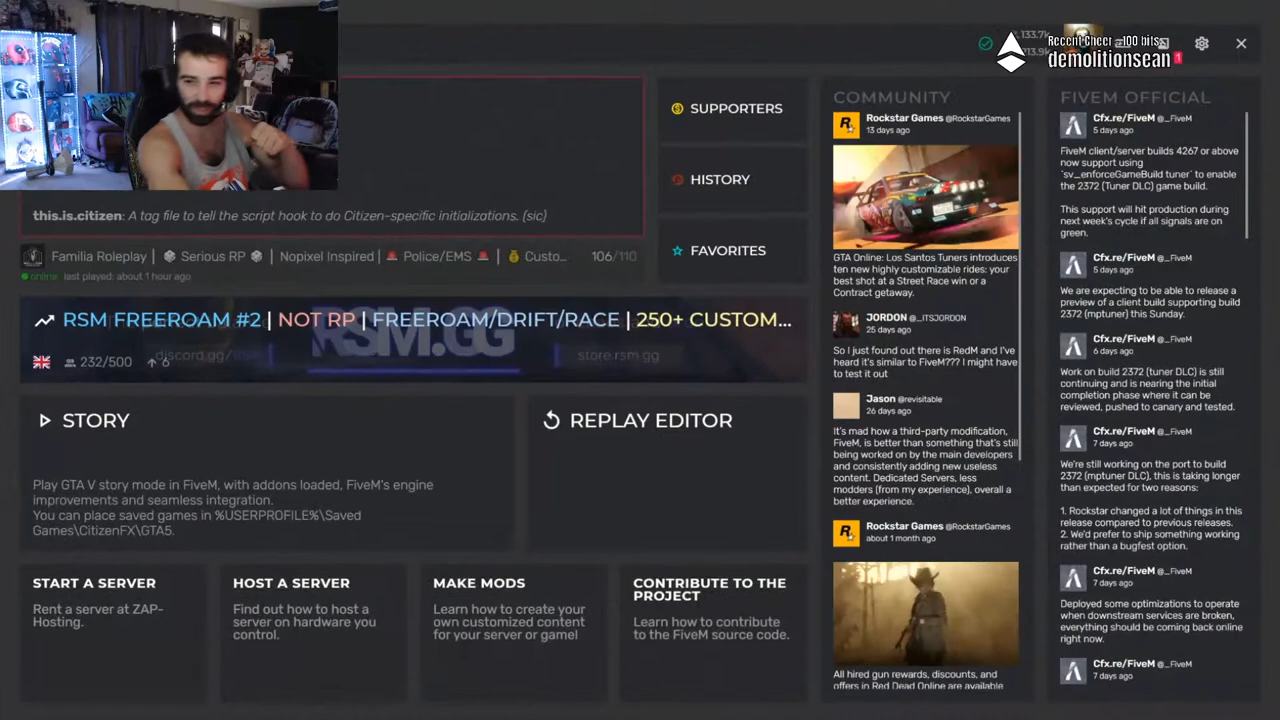 133.7k
Recent Cheer - 100 bits
demolitionsean
1
this.is.citizen: A tag file to tell the script hook to do Citizen-specific initializations. (sic)
Familia Roleplay | Serious RP | Nopixel Inspired | Police/EMS | Custo... 106/110
online last played: about 1 hour ago
RSM FREEROAM #2 | NOT RP | FREEROAM/DRIFT/RACE | 250+ CUSTOM...
RSM.GG
store.rsm.gg
232/500 6
STORY
Play GTA V story mode in FiveM, with addons loaded, FiveM's engine
improvements and seamless integration.
You can place saved games in %USERPROFILE%\Saved
Games\CitizenFX\GTA5.
REPLAY EDITOR
START A SERVER
Rent a server at ZAP-
Hosting.
HOST A SERVER
Find out how to host a
server on hardware you
control.
MAKE MODS
Learn how to create your
own customized content
for your server or game!
CONTRIBUTE TO THE
PROJECT
Learn how to contribute
to the FiveM source code.
SUPPORTERS
HISTORY
FAVORITES
COMMUNITY
Rockstar Games @RockstarGames
13 days ago
GTA Online: Los Santos Tuners introduces
ten new highly customizable rides: your
best shot at a Street Race win or a
Contract getaway.
JORDON @_ITSJORDON
25 days ago
So I just found out there is RedM and I've
heard it's similar to FiveM??? I might have
to test it out
Jason @revisitable
26 days ago
It's mad how a third-party modification,
FiveM, is better than something that's still
being worked on by the main developers
and consistently adding new useless
content. Dedicated Servers, less
modders (from my experience), overall a
better experience.
Rockstar Games @RockstarGames
about 1 month ago
All hired gun rewards, discounts, and
offers in Red Dead Online are available
FIVEM OFFICIAL
Cfx.re/FiveM @_FiveM
5 days ago
FiveM client/server builds 4267 or above
now support using
`sv_enforceGameBuild tuner` to enable
the 2372 (Tuner DLC) game build.
This support will hit production during
next week's cycle if all signals are on
green.
Cfx.re/FiveM @_FiveM
5 days ago
We are expecting to be able to release a
preview of a client build supporting build
2372 (mptuner) this Sunday.
Cfx.re/FiveM @_FiveM
6 days ago
Work on build 2372 (tuner DLC) is still
continuing and is nearing the initial
completion phase where it can be
reviewed, pushed to canary and tested.
Cfx.re/FiveM @_FiveM
7 days ago
We're still working on the port to build
2372 (mptuner DLC), this is taking longer
than expected for two reasons:
1. Rockstar changed a lot of things in this
release compared to previous releases.
2. We'd prefer to ship something working
rather than a bugfest option.
Cfx.re/FiveM @_FiveM
7 days ago
Deployed some optimizations to operate
when downstream services are broken,
everything should be coming back online
right now.
Cfx.re/FiveM @_FiveM
7 days ago